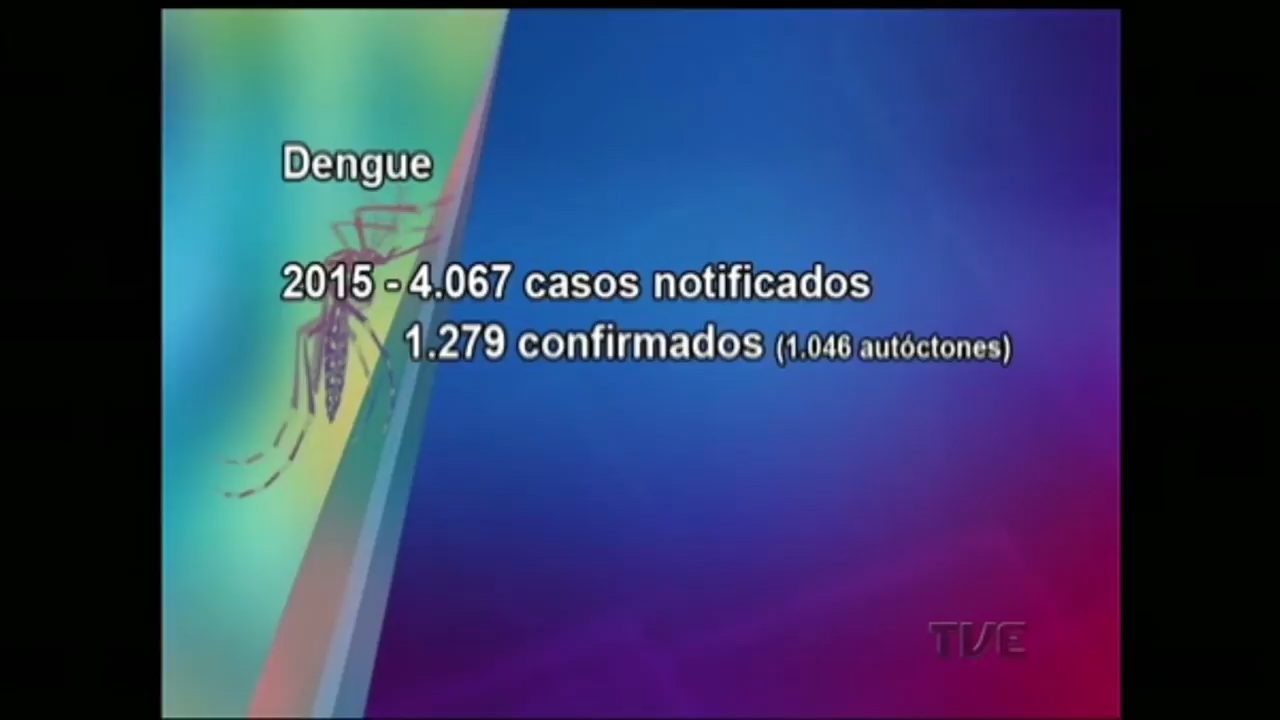 Dengue
2015 - 4.067 casos notificados
1.279 confirmados (1.046 autóctones)
TVE